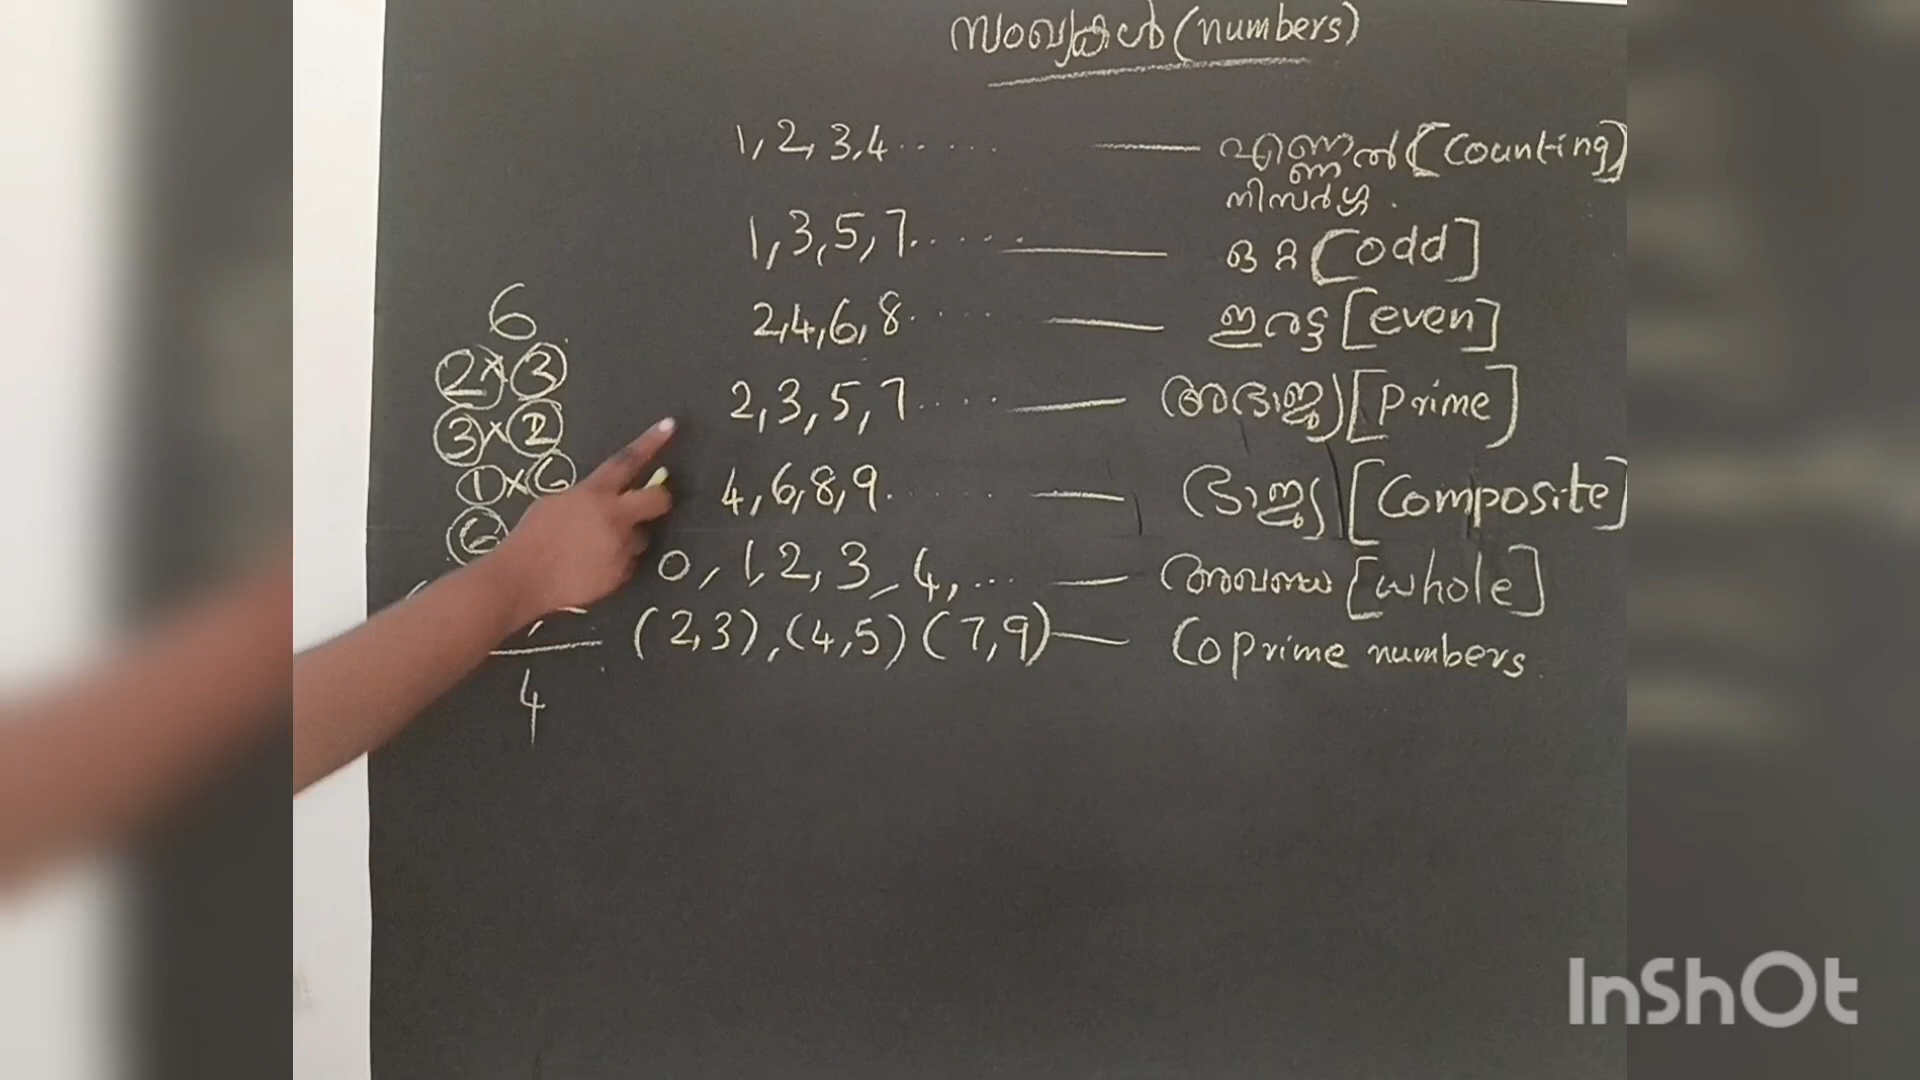 സംഖ്യകൾ (numbers)
1, 2, 3, 4 ...... — എണ്ണൽ [Counting]
നിസർഗ്ഗ.
1, 3, 5, 7...... — ഒറ്റ [odd]
2, 4, 6, 8..... — ഇരട്ട [even]
2, 3, 5, 7..... — അഭാജ്യ [Prime]
4, 6, 8, 9...... — ഭാജ്യ [Composite]
0, 1, 2, 3, 4, ... — അഖണ്ഡ [whole]
(2,3), (4,5) (7,9) — Coprime numbers.
6
2×3
3×2
1×6
6
4
InShOt